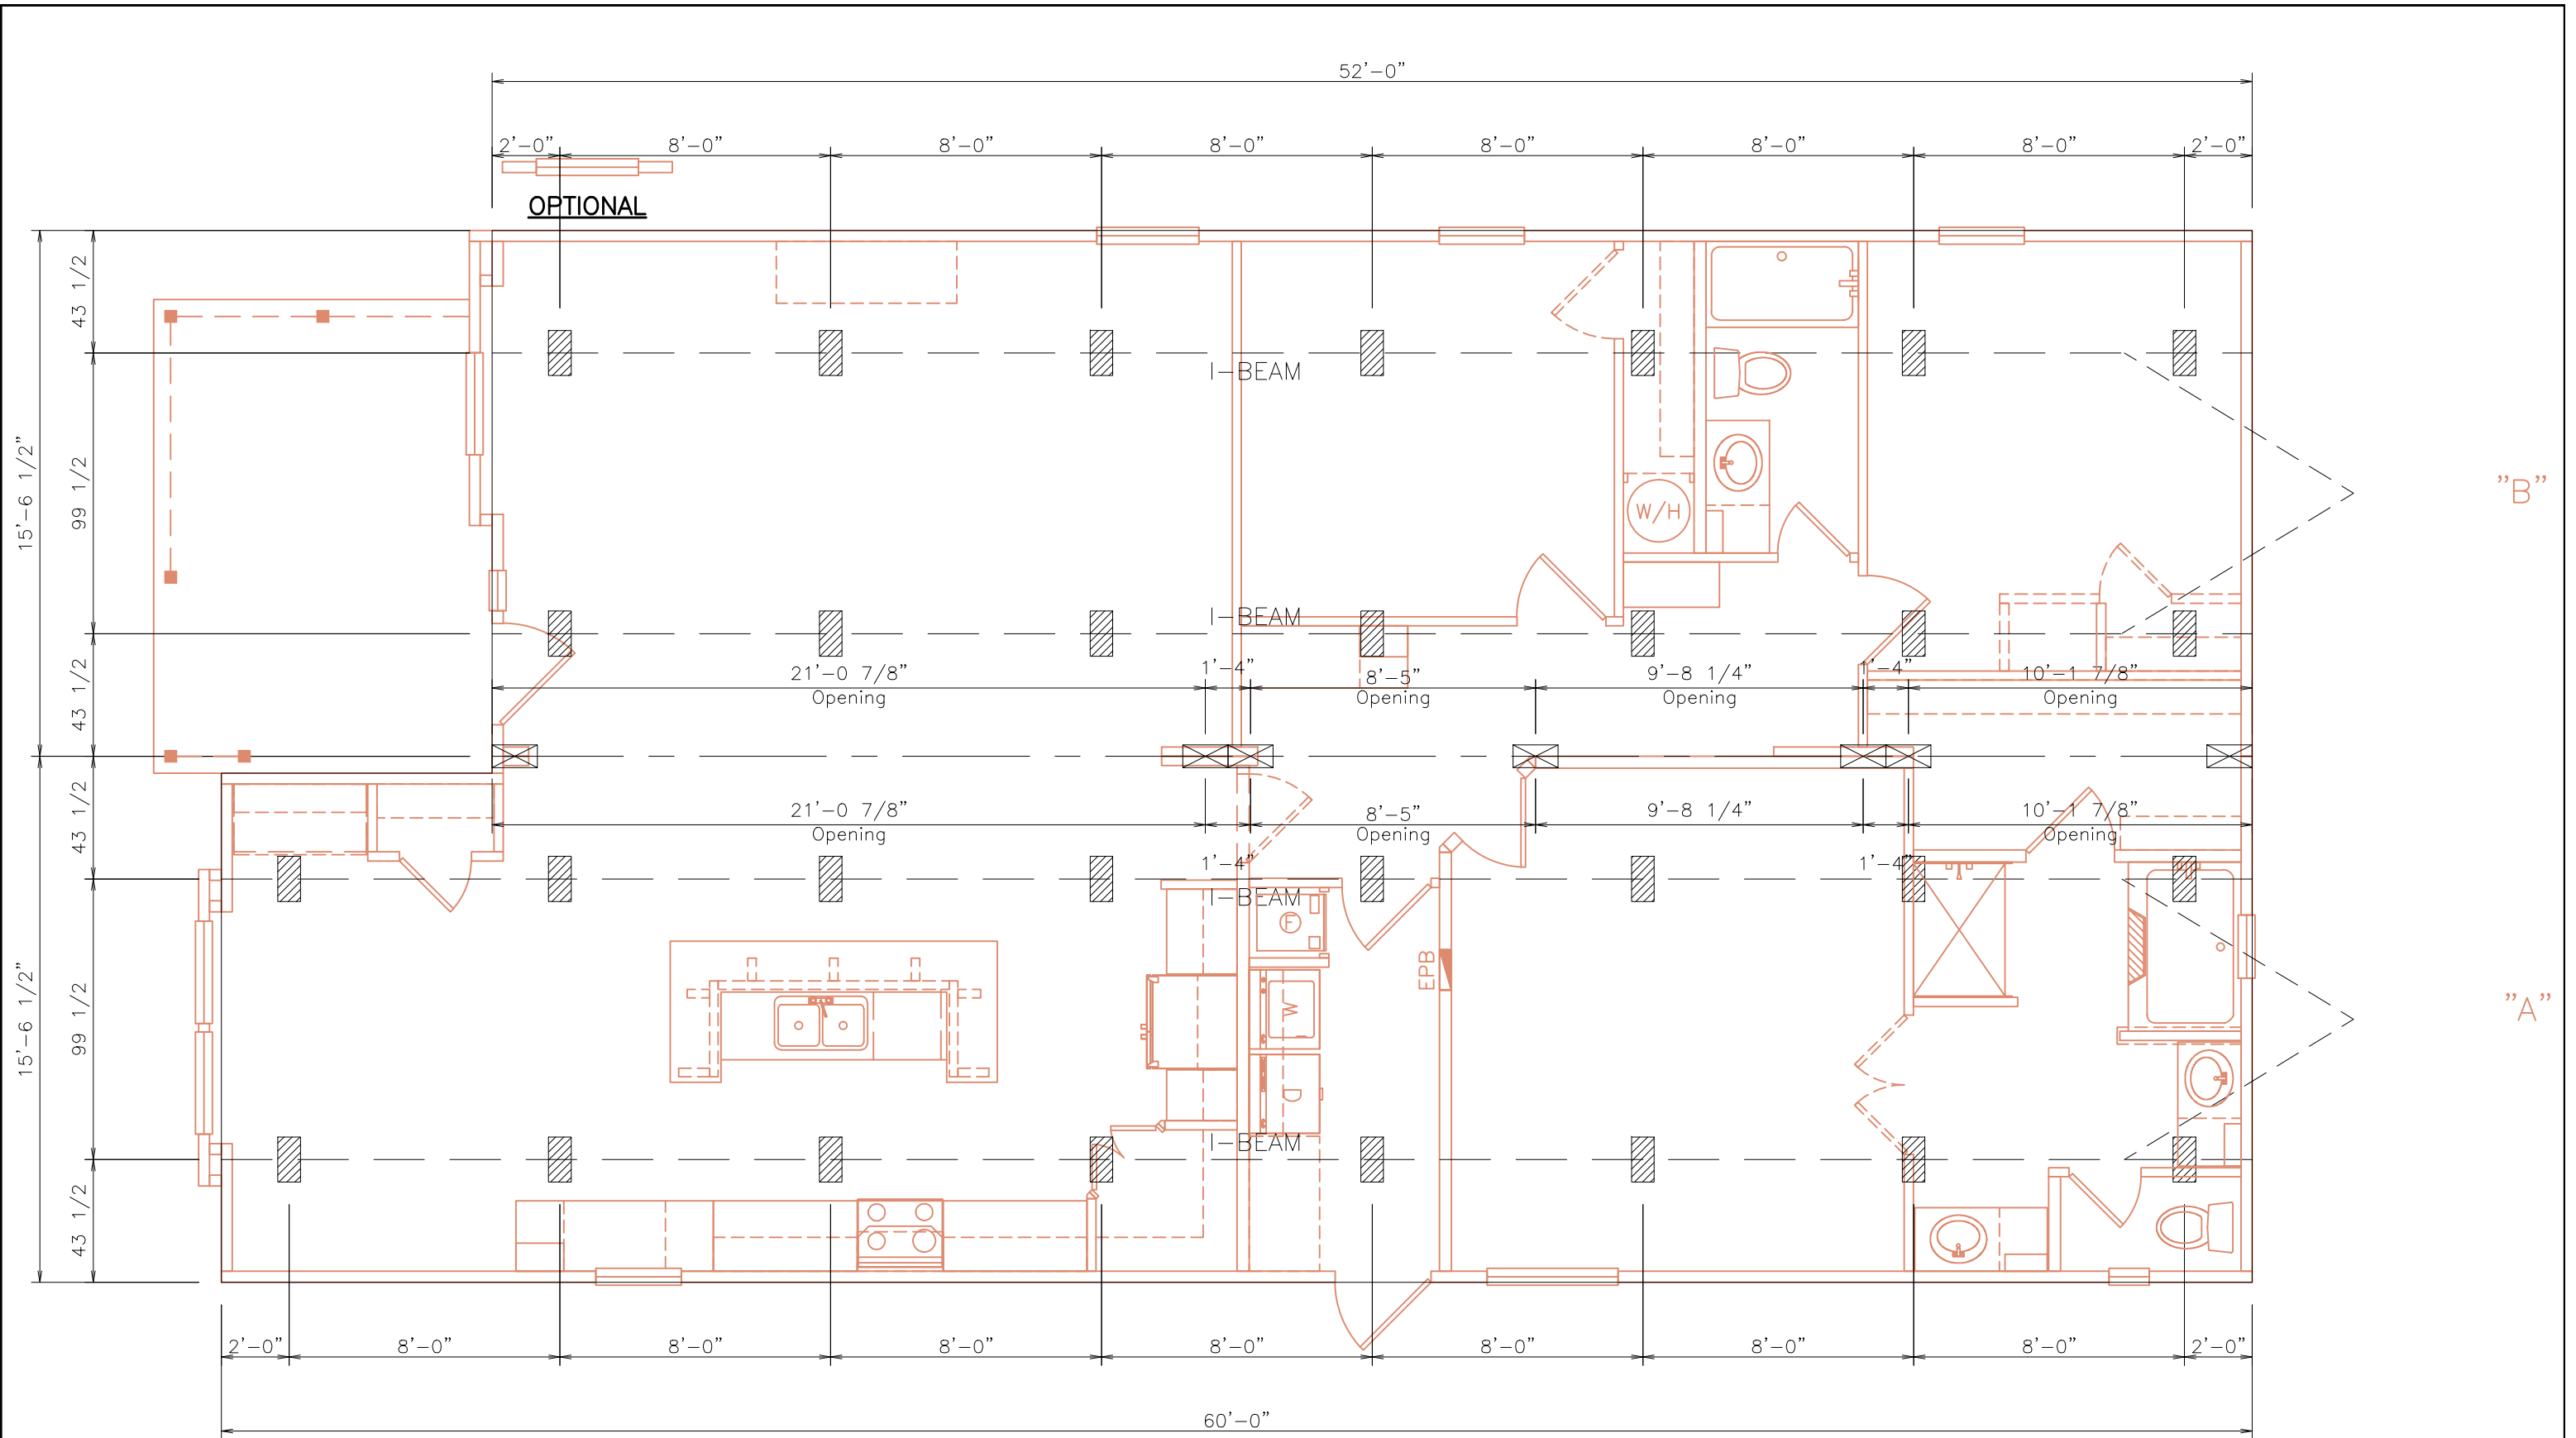 52'-0"
2'-0" 8'-0" 8'-0" 8'-0" 8'-0" 8'-0" 8'-0" 2'-0"
OPTIONAL
43 1/2
I-BEAM
15'-6 1/2"
99 1/2
"B"
W/H
I-BEAM
43 1/2
21'-0 7/8" 1'-4" 8'-5" 9'-8 1/4" 1'-4" 10'-1 7/8"
Opening Opening Opening Opening
43 1/2
21'-0 7/8" 8'-5" 9'-8 1/4" 10'-1 7/8"
Opening Opening Opening
1'-4" 1'-4"
I-BEAM
F
EPB
15'-6 1/2"
99 1/2
W
"A"
D
I-BEAM
43 1/2
2'-0" 8'-0" 8'-0" 8'-0" 8'-0" 8'-0" 8'-0" 8'-0" 2'-0"
60'-0"